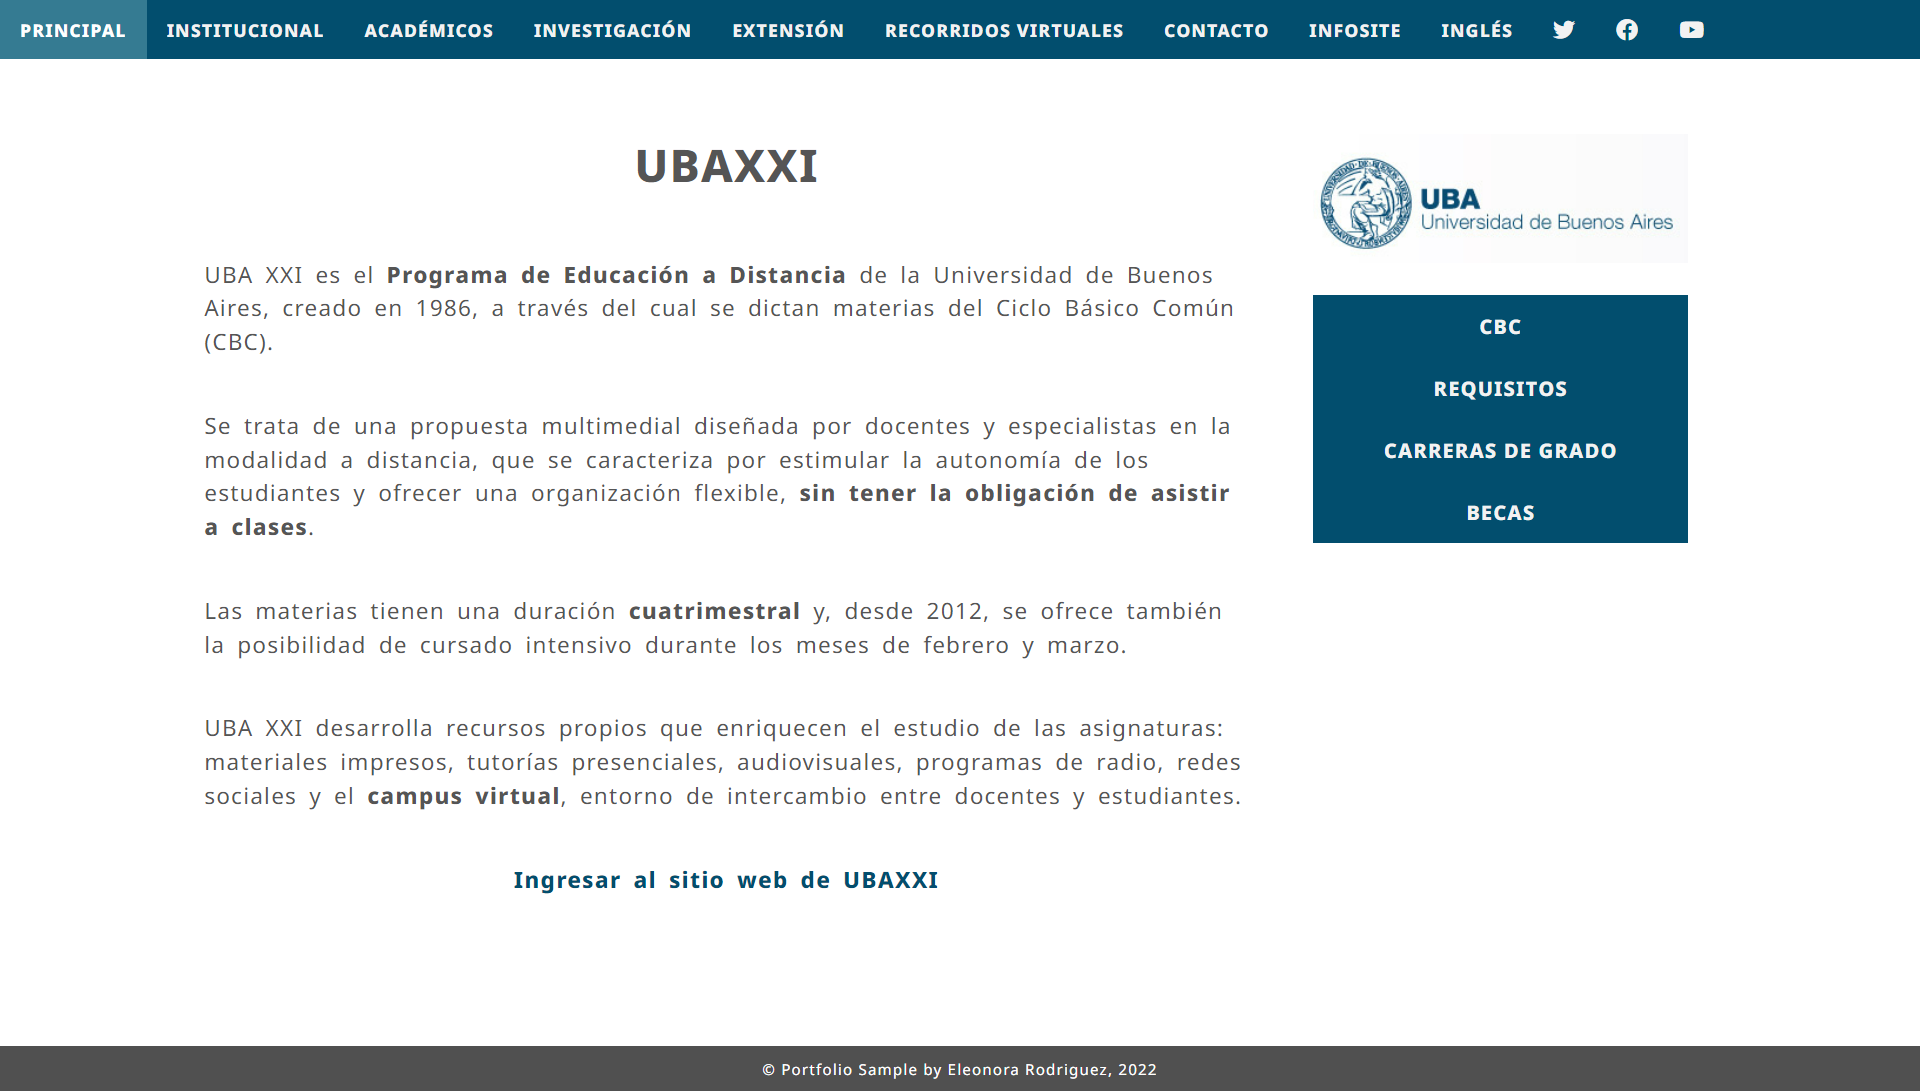 PRINCIPAL INSTITUCIONAL ACADÉMICOS INVESTIGACIÓN EXTENSIÓN RECORRIDOS VIRTUALES CONTACTO INFOSITE INGLÉS
UBAXXI
UBA XXI es el Programa de Educación a Distancia de la Universidad de Buenos
Aires, creado en 1986, a través del cual se dictan materias del Ciclo Básico Común
(CBC).
Se trata de una propuesta multimedial diseñada por docentes y especialistas en la
modalidad a distancia, que se caracteriza por estimular la autonomía de los
estudiantes y ofrecer una organización flexible, sin tener la obligación de asistir
a clases.
Las materias tienen una duración cuatrimestral y, desde 2012, se ofrece también
la posibilidad de cursado intensivo durante los meses de febrero y marzo.
UBA XXI desarrolla recursos propios que enriquecen el estudio de las asignaturas:
materiales impresos, tutorías presenciales, audiovisuales, programas de radio, redes
sociales y el campus virtual, entorno de intercambio entre docentes y estudiantes.
Ingresar al sitio web de UBAXXI
UBA
Universidad de Buenos Aires
CBC
REQUISITOS
CARRERAS DE GRADO
BECAS
© Portfolio Sample by Eleonora Rodriguez, 2022